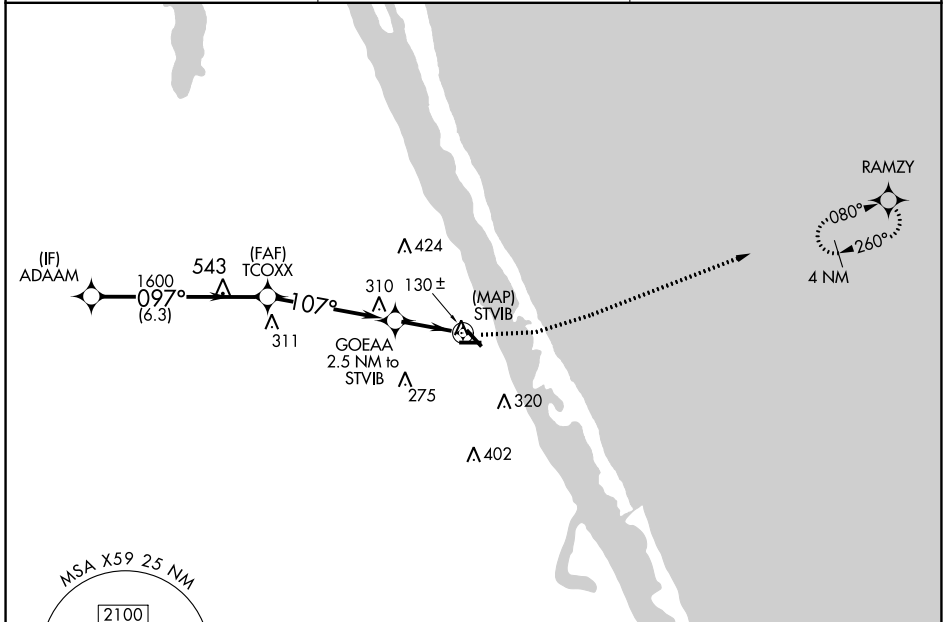 RAMZY
080°
260°
4 NM
424
(IF)
ADAAM
543
(FAF)
TCOXX
1600
097°
(6.3)
310
130 ±
(MAP)
STVIB
107°
311
GOEAA
2.5 NM to
STVIB
275
320
402
MSA X59 25 NM
2100